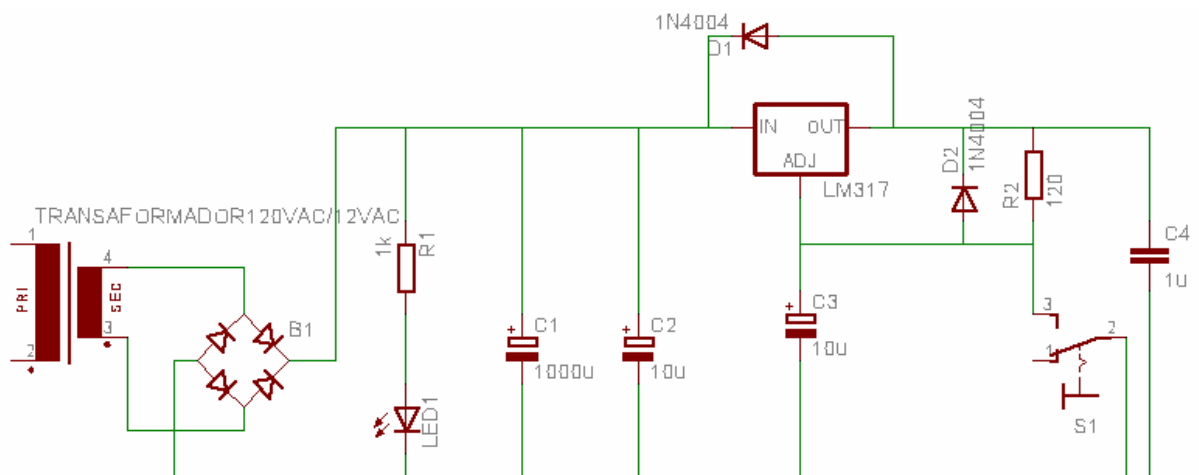 1N4004
D1
IN OUT
ADJ
LM317
D2
1N4004
R2
120
TRANSAFORMADOR120VAC/12VAC
1
4
PRI
SEC
3
2
B1
1k
R1
LED1
+
C1
1000u
+
C2
10u
+
C3
10u
C4
1u
3
1
2
S1